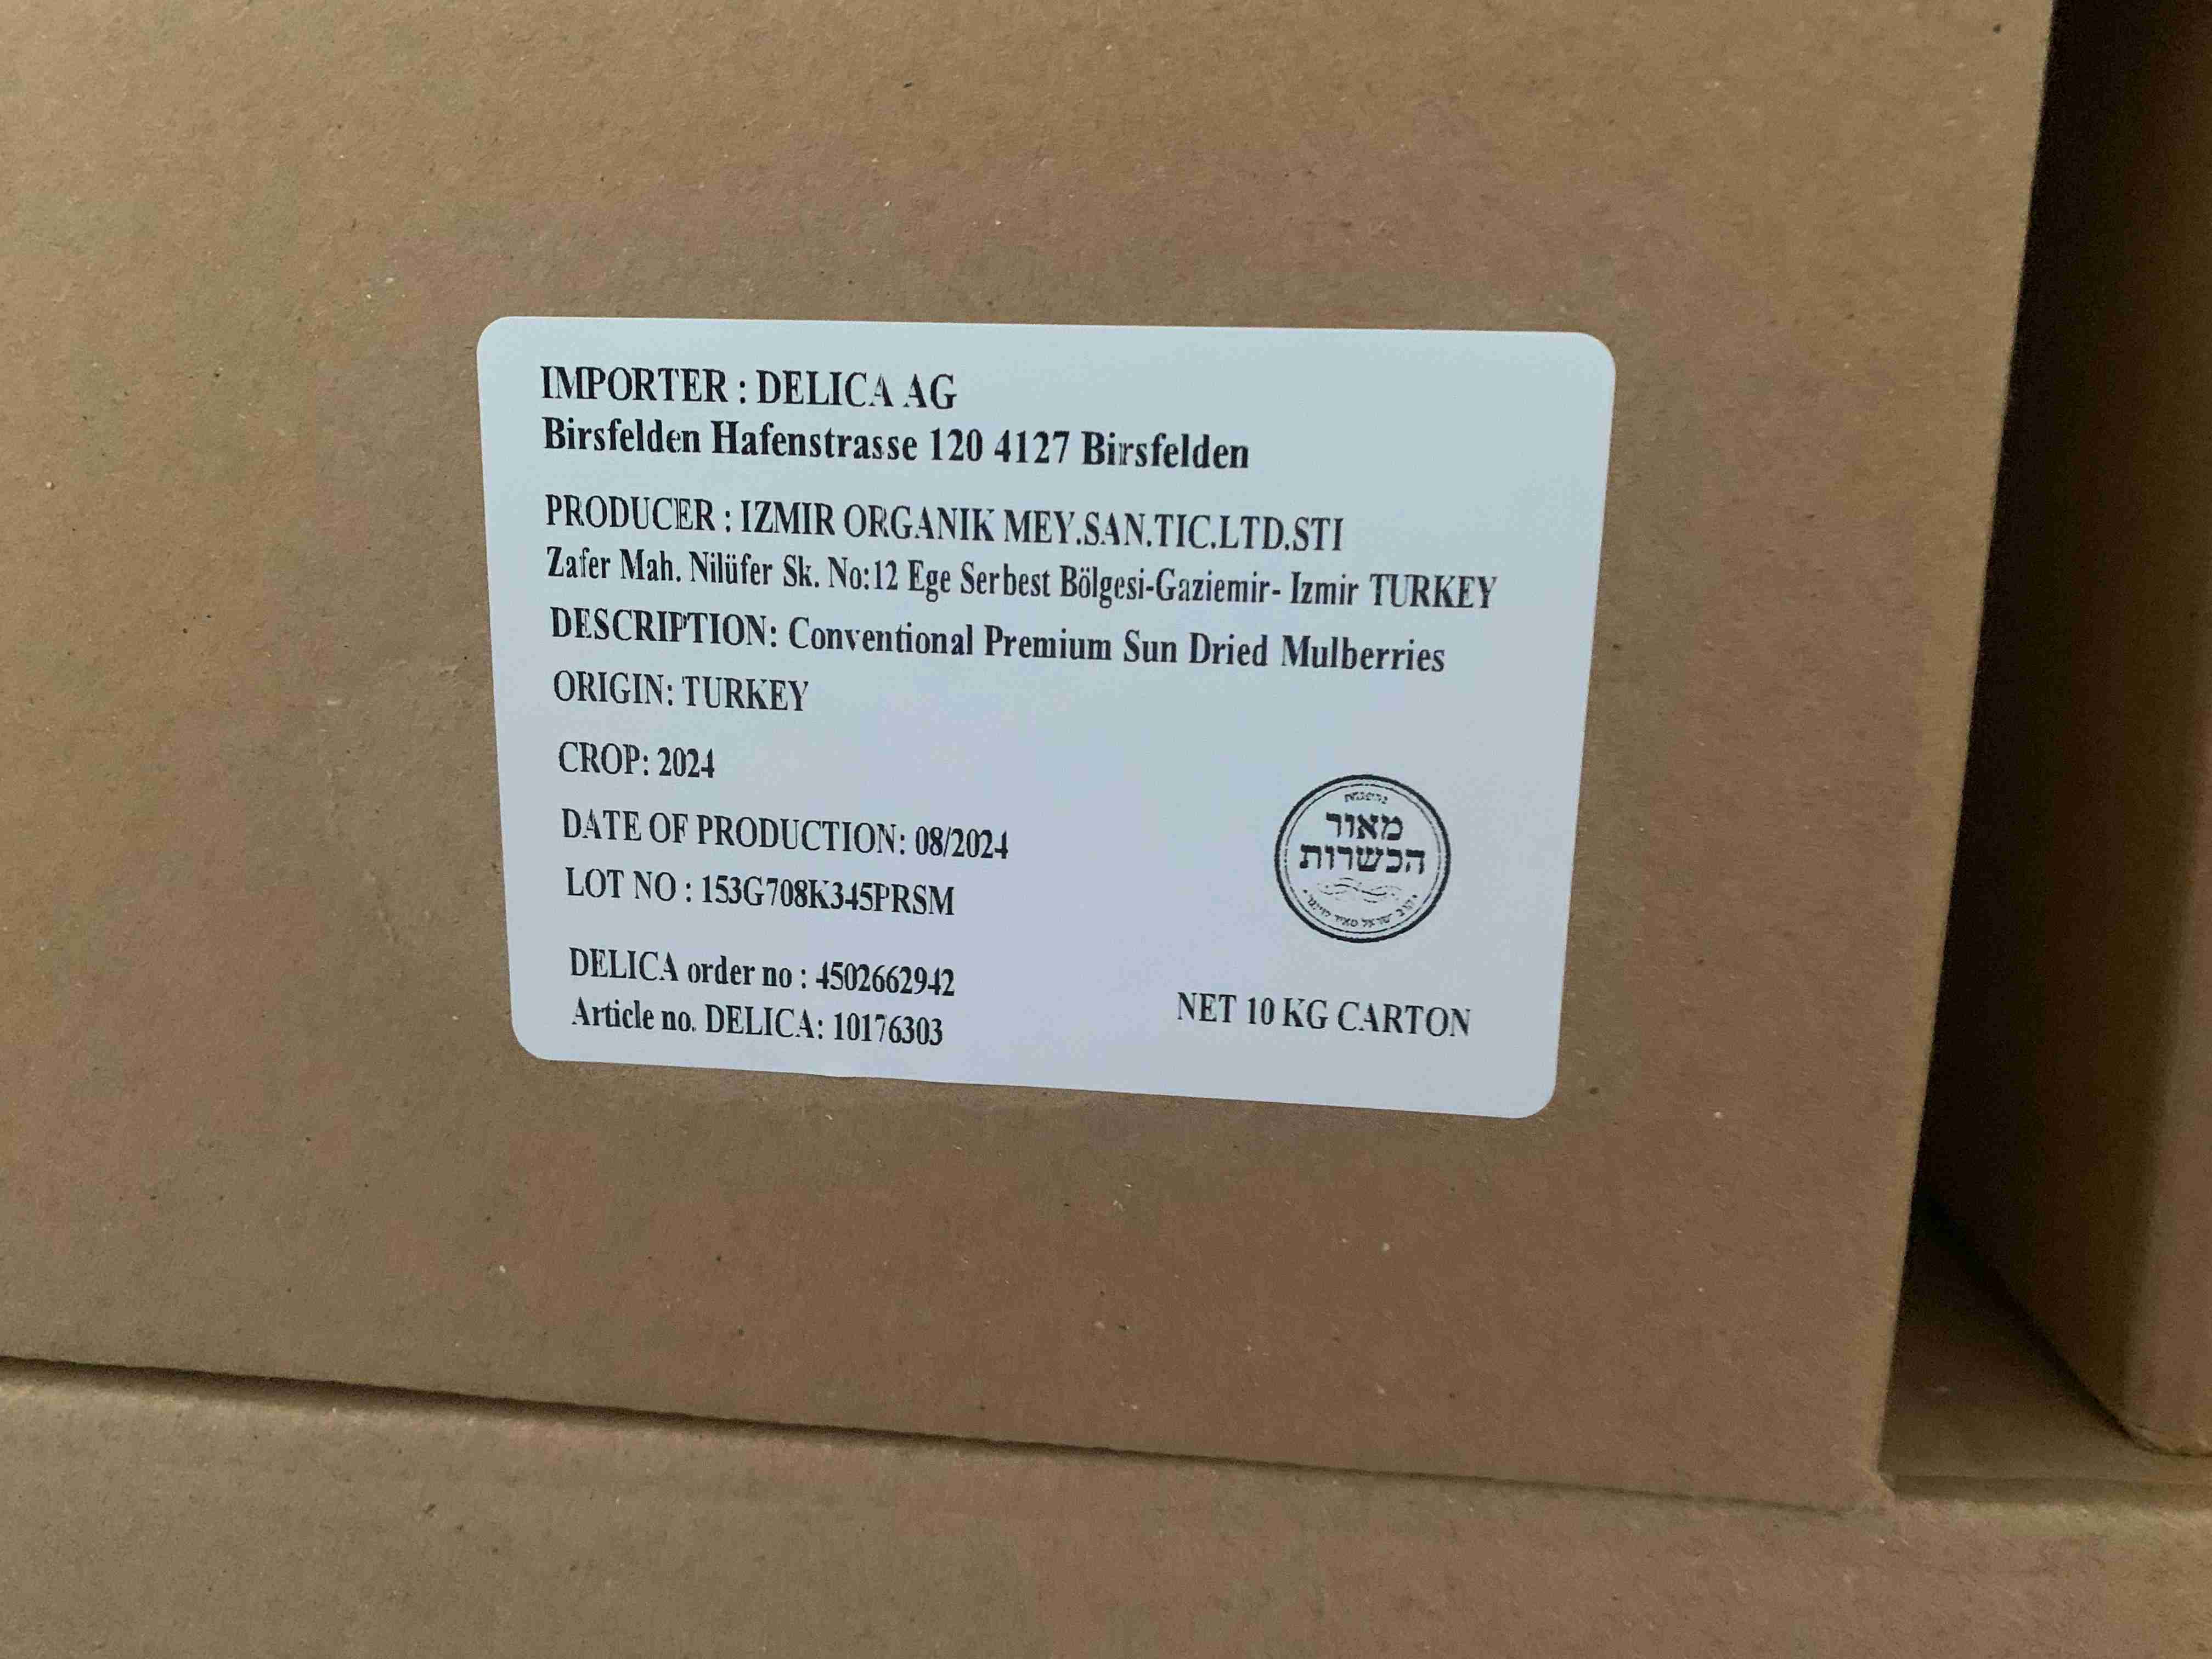 IMPORTER : DELICA AG
Birsfelden Hafenstrasse 120 4127 Birsfelden
PRODUCER : IZMIR ORGANIK MEY.SAN.TIC.LTD.STI
Zafer Mah. Nilüfer Sk. No:12 Ege Serbest Bölgesi-Gaziemir- Izmir TURKEY
DESCRIPTION: Conventional Premium Sun Dried Mulberries
ORIGIN: TURKEY
CROP: 2024
DATE OF PRODUCTION: 08/2024
LOT NO : 153G708K345PRSM
DELICA order no : 4502662942
Article no. DELICA: 10176303
מאור
הכשרות
NET 10 KG CARTON